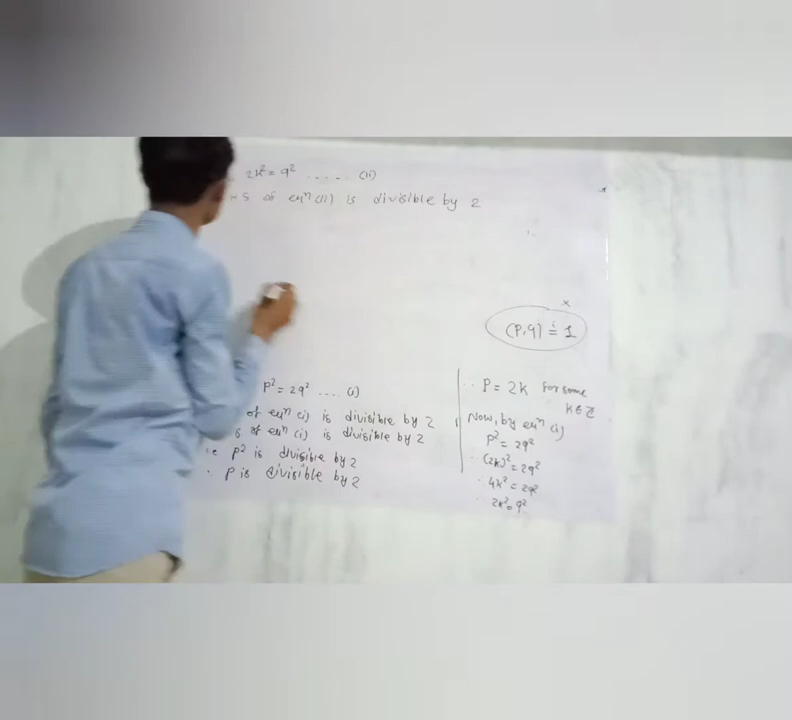 2k² = q² ..... (ii)
S of eqⁿ (ii) is divisible by 2
(p,q) = 1
p² = 2q² .... (i)
of eqⁿ (i) is divisible by 2
S of eqⁿ (i) is divisible by 2
i.e p² is divisible by 2
∴ p is divisible by 2
∴ P = 2k for some
k ∈ Z
Now, by eqⁿ (i)
p² = 2q²
∴ (2k)² = 2q²
∴ 4k² = 2q²
∴ 2k² = q²